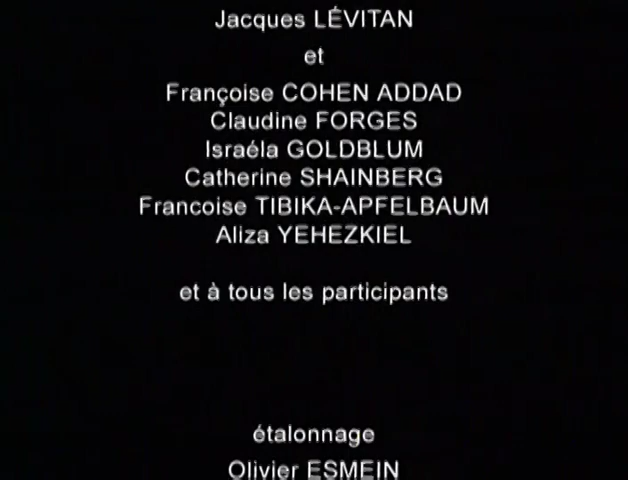 Jacques LÉVITAN
et
Françoise COHEN ADDAD
Claudine FORGES
Israéla GOLDBLUM
Catherine SHAINBERG
Francoise TIBIKA-APFELBAUM
Aliza YEHEZKIEL
et à tous les participants
étalonnage
Olivier ESMEIN